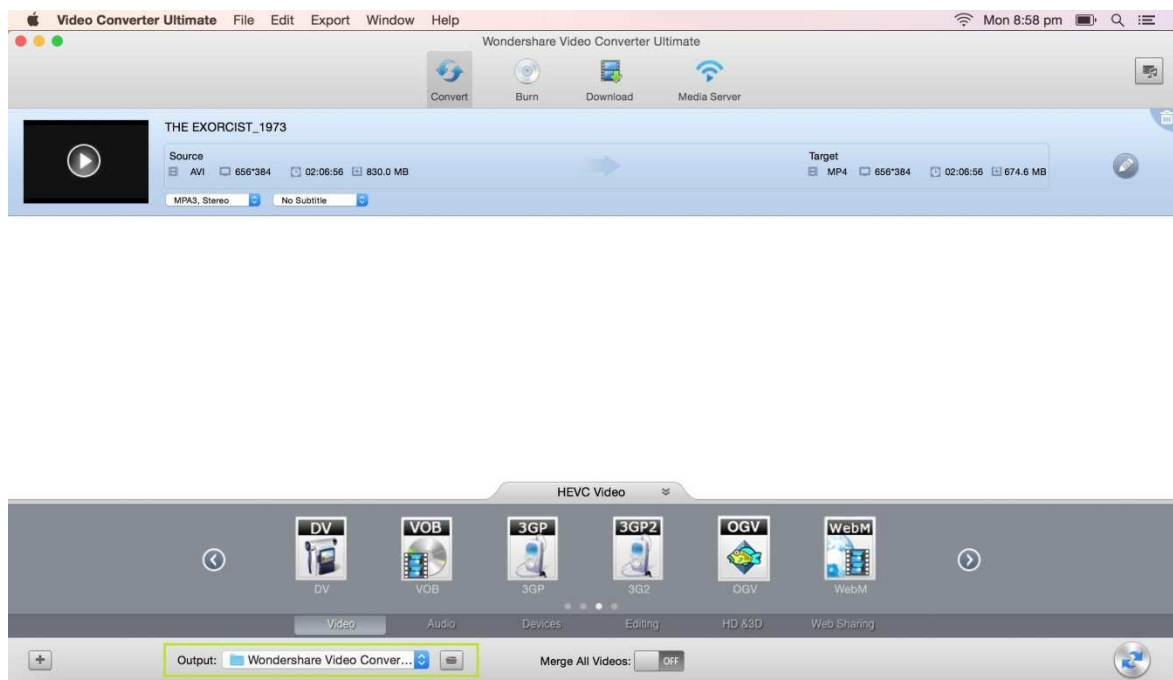 Video Converter Ultimate File Edit Export Window Help Mon 8:58 pm
Wondershare Video Converter Ultimate
Convert Burn Download Media Server
THE EXORCIST_1973
Source Target
AVI 656*384 02:06:56 830.0 MB MP4 656*384 02:06:56 674.6 MB
MPA3, Stereo No Subtitle
HEVC Video
DV VOB 3GP 3GP2 OGV WebM
DV VOB 3GP 3G2 OGV WebM
Video Audio Devices Editing HD &3D Web Sharing
Output: Wondershare Video Conver... Merge All Videos: OFF